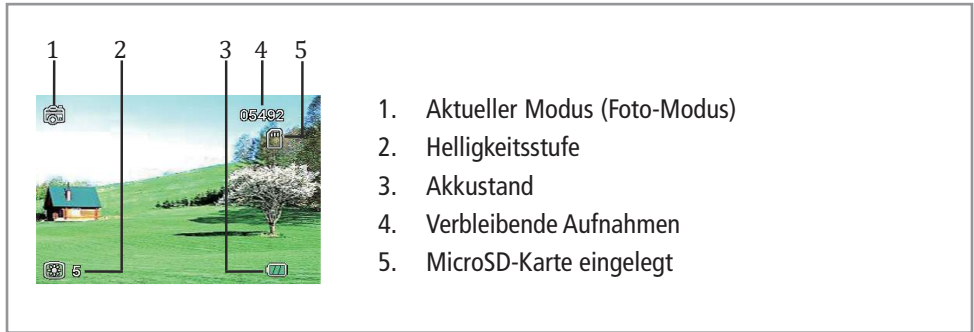 1 2 3 4 5
05492
5
1. Aktueller Modus (Foto-Modus)
2. Helligkeitsstufe
3. Akkustand
4. Verbleibende Aufnahmen
5. MicroSD-Karte eingelegt